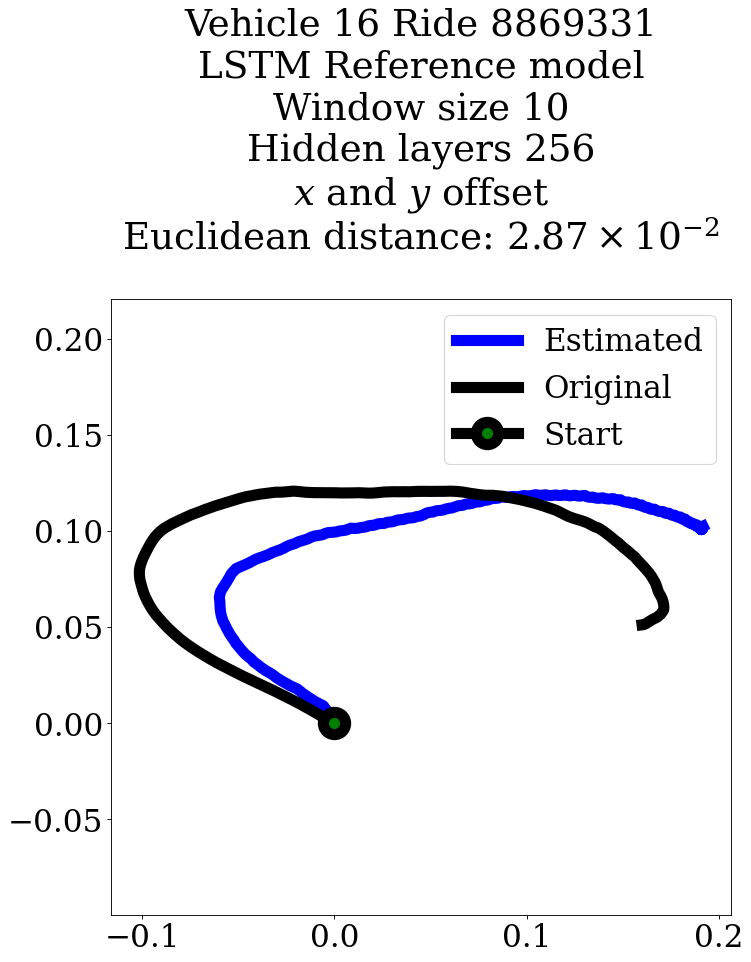 Vehicle 16 Ride 8869331
LSTM Reference model
Window size 10
Hidden layers 256
x and y offset
Euclidean distance: 2.87 × 10⁻²
0.20
0.15
0.10
0.05
0.00
−0.05
Estimated
Original
Start
−0.1
0.0
0.1
0.2